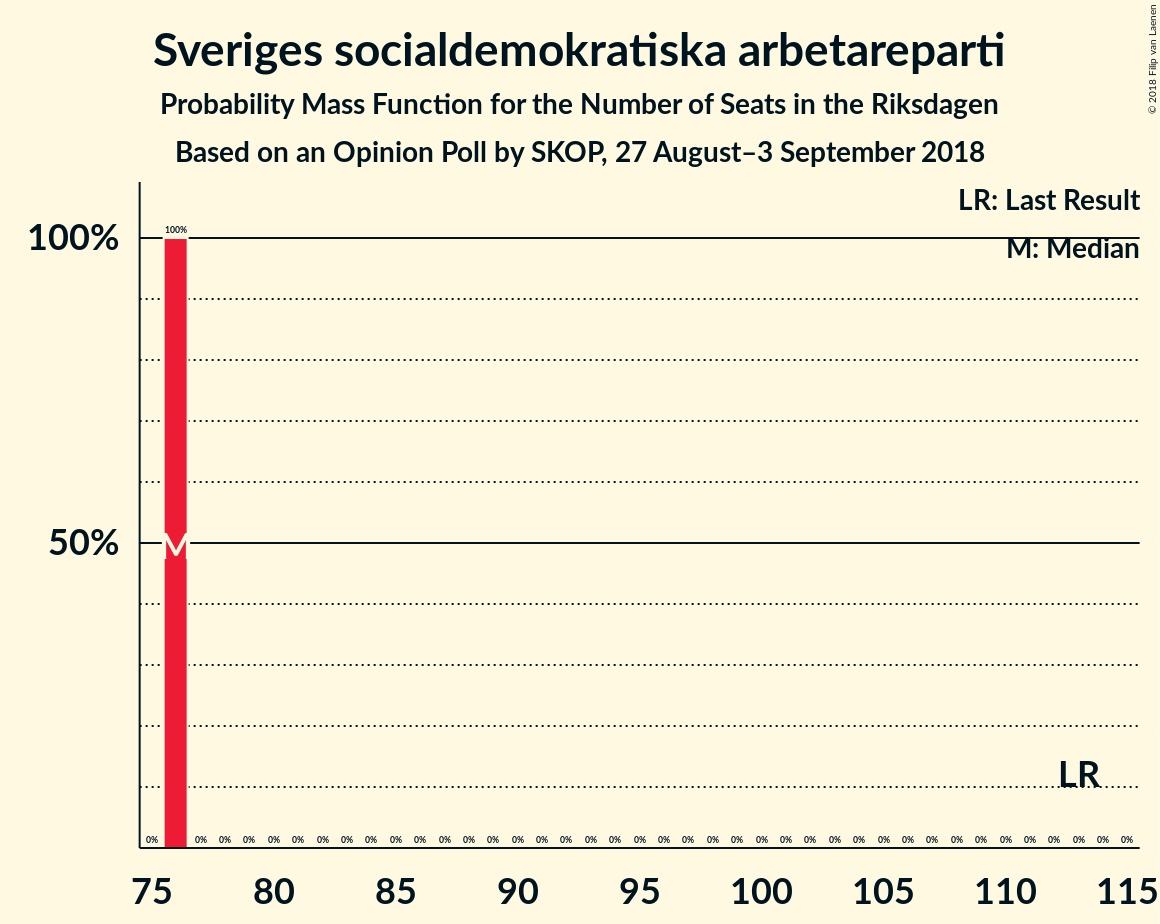 Sveriges socialdemokratiska arbetareparti
Probability Mass Function for the Number of Seats in the Riksdagen
Based on an Opinion Poll by SKOP, 27 August–3 September 2018
© 2018 Filip van Laenen
LR: Last Result
M: Median
100%
50%
100%
M
LR
0% 0% 0% 0% 0% 0% 0% 0% 0% 0% 0% 0% 0% 0% 0% 0% 0% 0% 0% 0% 0% 0% 0% 0% 0% 0% 0% 0% 0% 0% 0% 0% 0% 0% 0% 0% 0% 0% 0% 0%
75 80 85 90 95 100 105 110 115